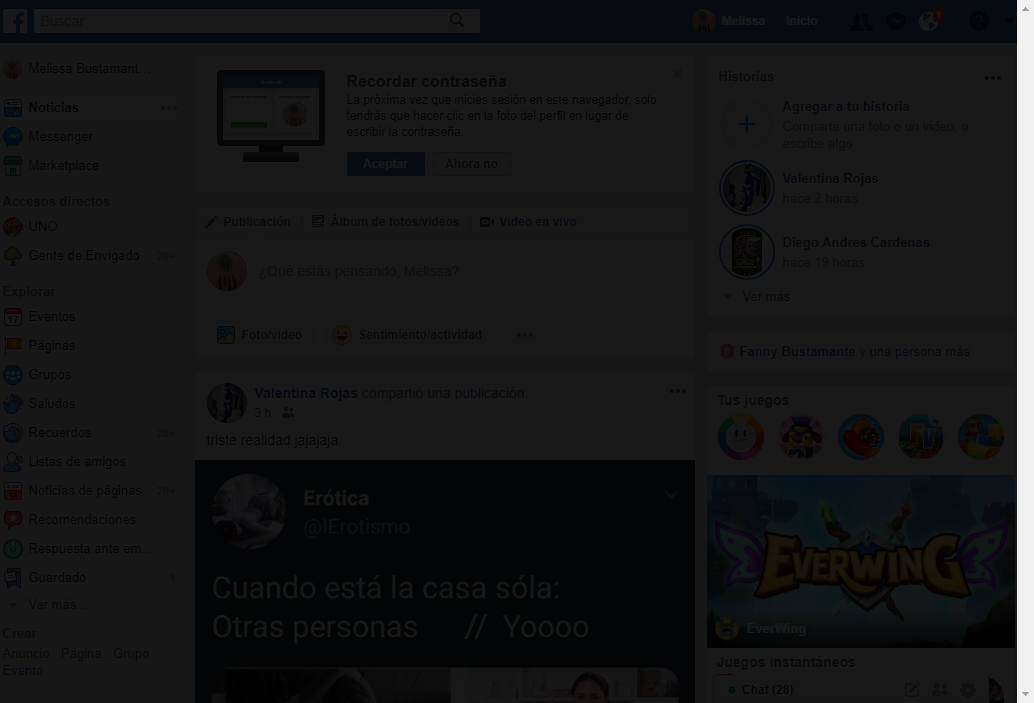 Buscar
Melissa
Inicio
Melissa Bustamant...
Noticias
Messenger
Marketplace
Accesos directos
UNO
Gente de Envigado 20+
Explorar
Eventos
Páginas
Grupos
Saludos
Recuerdos 20+
Listas de amigos
Noticias de páginas 20+
Recomendaciones
Respuesta ante em...
Guardado 1
Ver más...
Crear
Anuncio Página Grupo
Evento
Recordar contraseña
La próxima vez que inicies sesión en este navegador, solo
tendrás que hacer clic en la foto del perfil en lugar de
escribir la contraseña.
Aceptar Ahora no
Publicación Álbum de fotos/videos Video en vivo
¿Qué estás pensando, Melissa?
Foto/video Sentimiento/actividad
Valentina Rojas compartió una publicación.
3 h
triste realidad jajajaja
Erótica
@lErotismo
Cuando está la casa sóla:
Otras personas // Yoooo
Historias
Agregar a tu historia
Comparte una foto o un video, o
escribe algo
Valentina Rojas
hace 2 horas
Diego Andres Cardenas
hace 19 horas
Ver más
Fanny Bustamante y una persona más
Tus juegos
EVERWING
EverWing
Juegos instantáneos
Chat (28)